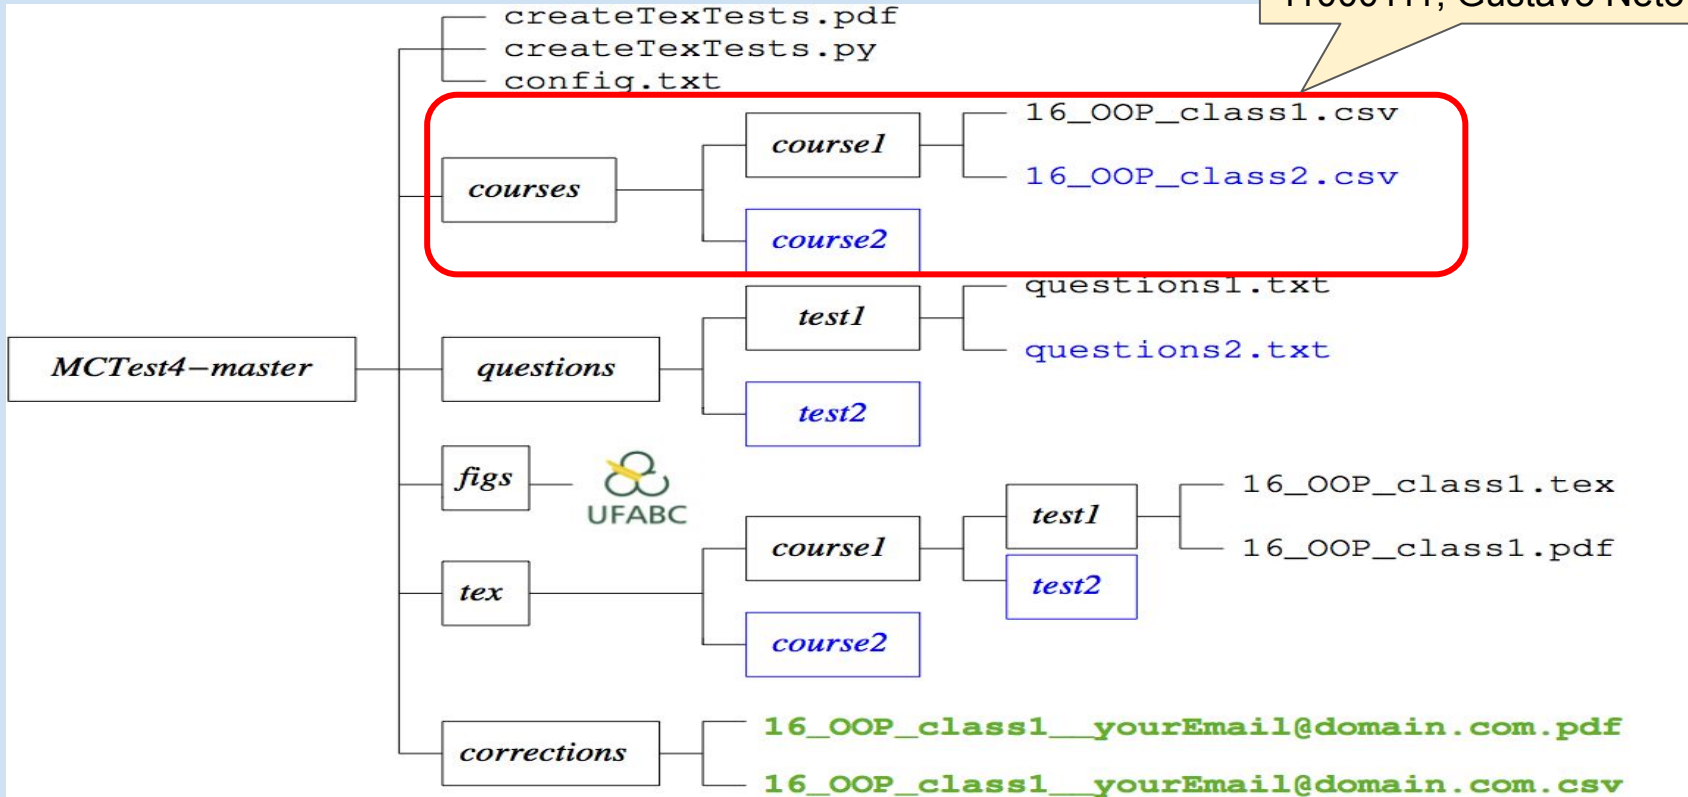 Gustavo Neto
createTexTests.pdf
createTexTests.py
config.txt
courses
course1
16_OOP_class1.csv
16_OOP_class2.csv
course2
MCTest4-master
questions
test1
questions1.txt
questions2.txt
test2
figs
UFABC
tex
course1
test1
16_OOP_class1.tex
16_OOP_class1.pdf
test2
course2
corrections
16_OOP_class1__yourEmail@domain.com.pdf
16_OOP_class1__yourEmail@domain.com.csv